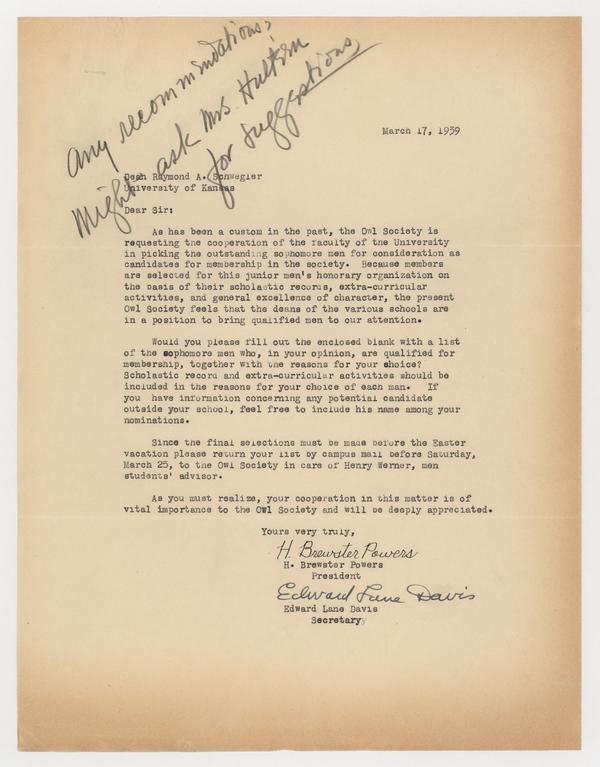 Any recommendations,
Might ask Mrs. Hultzén
for suggestions
March 17, 1939
Dean Raymond A. Schwegler
University of Kansas
Dear Sir:
As has been a custom in the past, the Owl Society is
requesting the cooperation of the faculty of the University
in picking the outstanding sophomore men for consideration as
candidates for membership in the society. Because members
are selected for this junior men's honorary organization on
the basis of their scholastic records, extra-curricular
activities, and general excellence of character, the present
Owl Society feels that the deans of the various schools are
in a position to bring qualified men to our attention.
Would you please fill out the enclosed blank with a list
of the sophomore men who, in your opinion, are qualified for
membership, together with the reasons for your choice?
Scholastic record and extra-curricular activities should be
included in the reasons for your choice of each man. If
you have information concerning any potential candidate
outside your school, feel free to include his name among your
nominations.
Since the final selections must be made before the Easter
vacation please return your list by campus mail before Saturday,
March 25, to the Owl Society in care of Henry Werner, men
students' advisor.
As you must realize, your cooperation in this matter is of
vital importance to the Owl Society and will be deeply appreciated.
Yours very truly,
H. Brewster Powers
H. Brewster Powers
President
Edward Lane Davis
Edward Lane Davis
Secretary